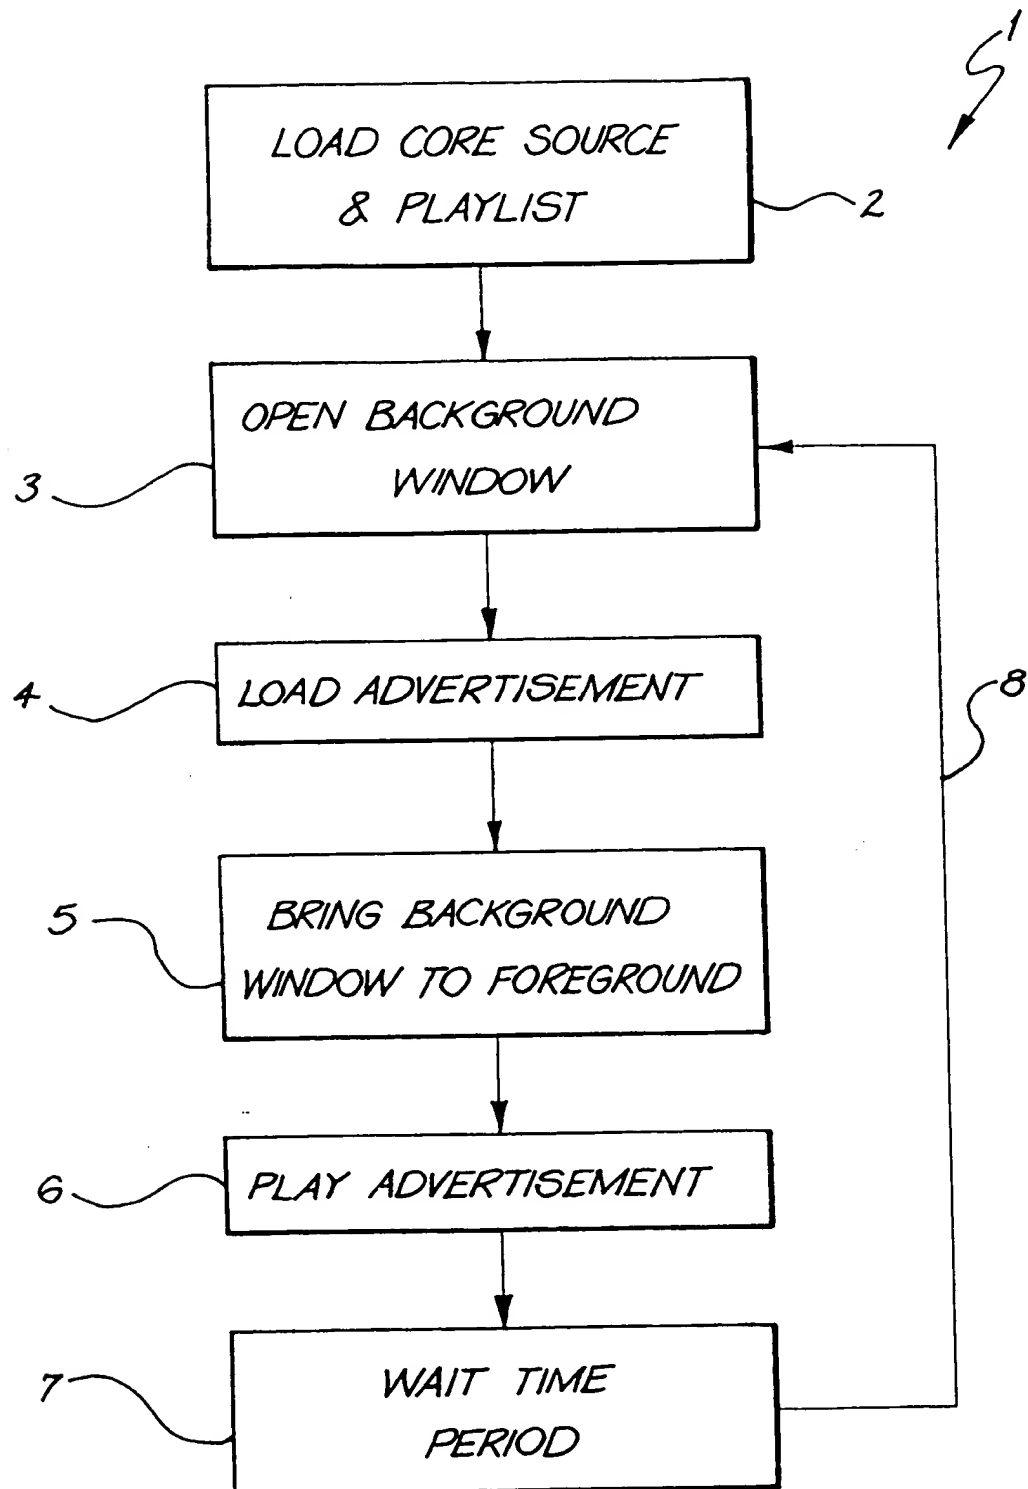 1
LOAD CORE SOURCE
& PLAYLIST
2
OPEN BACKGROUND
WINDOW
3
4
LOAD ADVERTISEMENT
8
5
BRING BACKGROUND
WINDOW TO FOREGROUND
6
PLAY ADVERTISEMENT
7
WAIT TIME
PERIOD